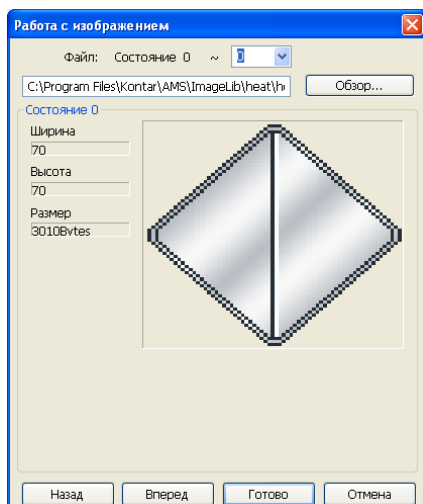 Работа с изображением
Файл: Состояние 0 ~ 0
C:\Program Files\Kontar\AMS\ImageLib\heat\h
Обзор...
Состояние 0
Ширина
70
Высота
70
Размер
3010Bytes
Назад Вперед Готово Отмена